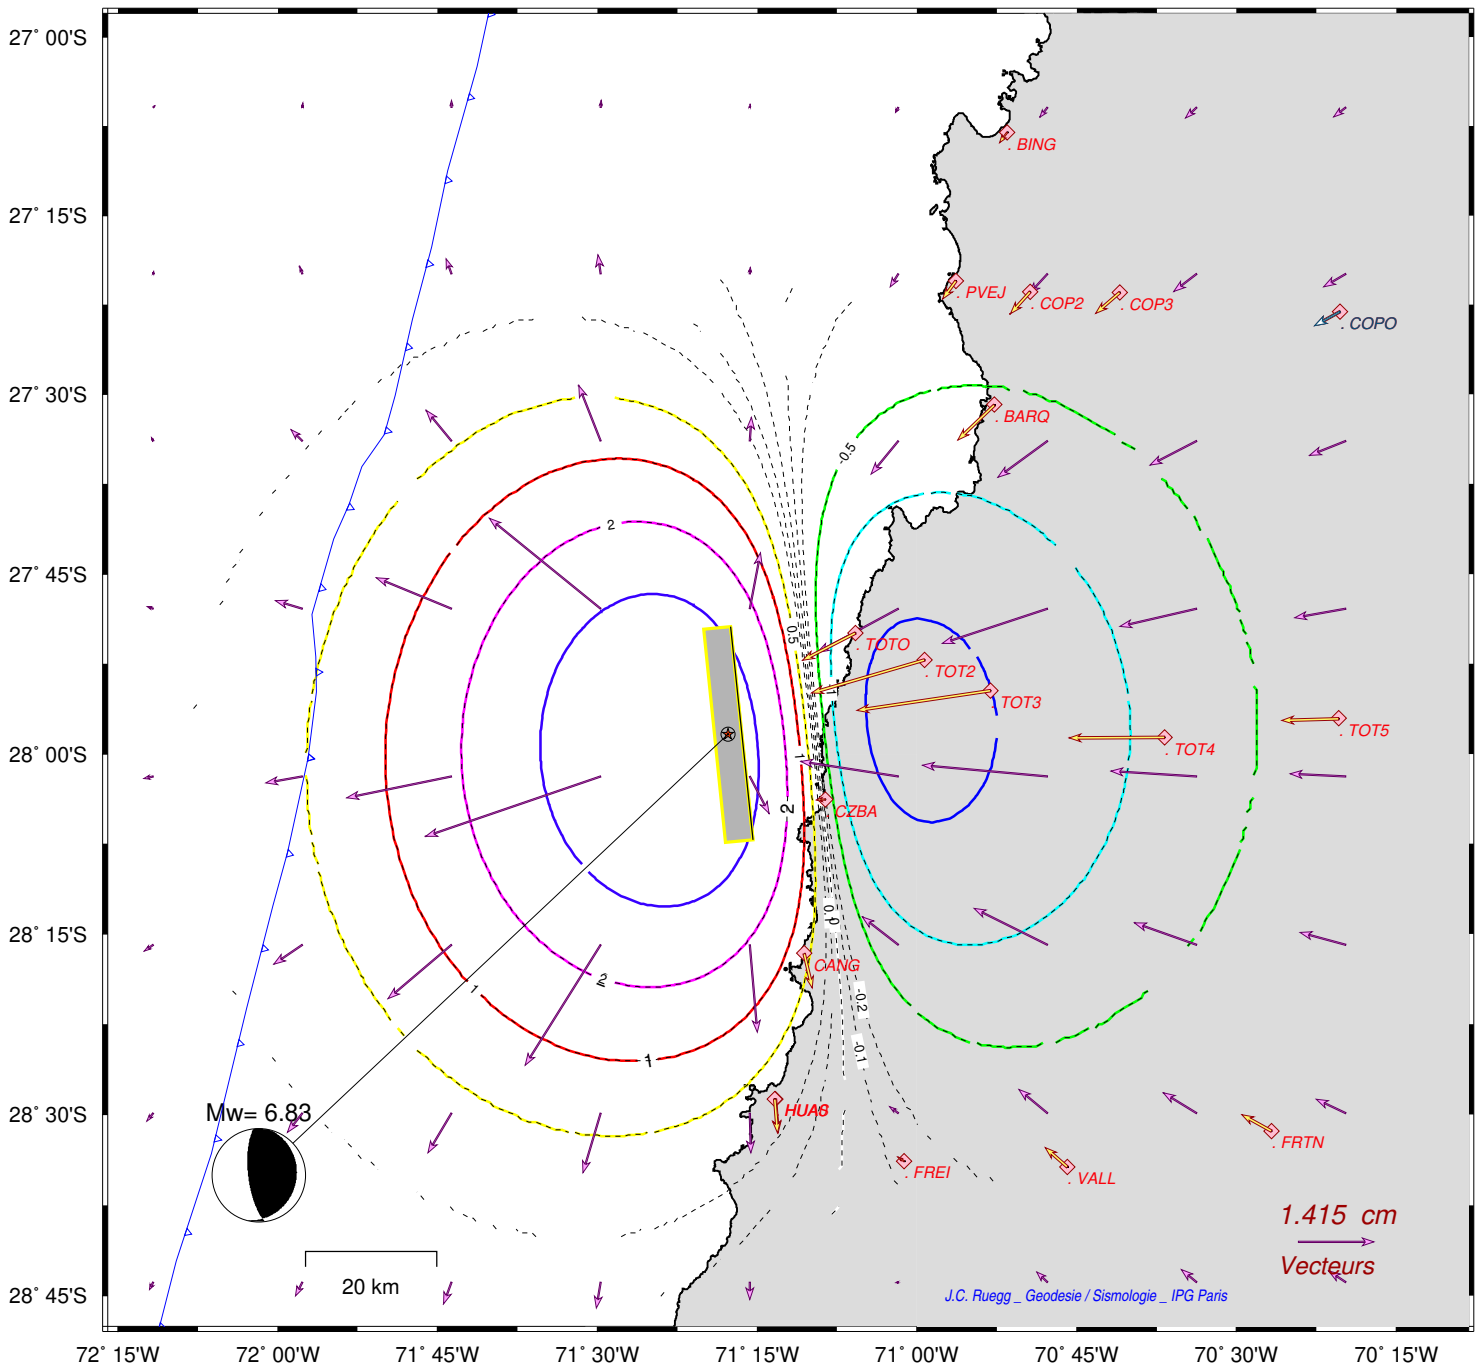 27° 00'S
BING
27° 15'S
PVEJ
COP2
COP3
COPO
27° 30'S
BARQ
-0.5
2
27° 45'S
0.5
TOTO
TOT2
TOT3
TOT4
TOT5
28° 00'S
1
2
CZBA
0.1
0
28° 15'S
CANG
1
2
-0.2
-0.1
1
28° 30'S
Mw= 6.83
HUAS
FRTN
FREI
VALL
1.415 cm
Vecteurs
20 km
28° 45'S
J.C. Ruegg _ Geodesie / Sismologie _ IPG Paris
72° 15'W
72° 00'W
71° 45'W
71° 30'W
71° 15'W
71° 00'W
70° 45'W
70° 30'W
70° 15'W